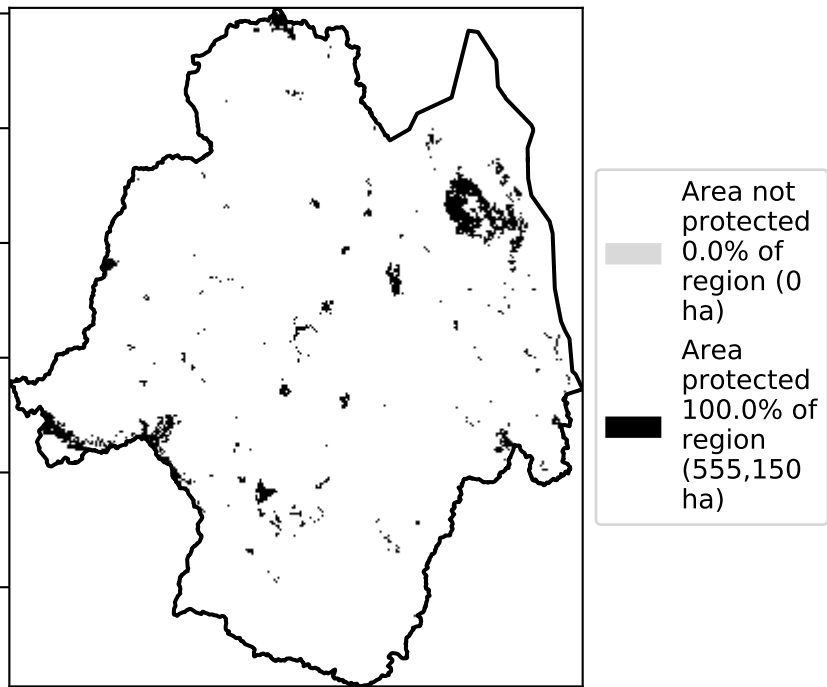 Area not
protected
0.0% of
region (0
ha)
Area
protected
100.0% of
region
(555,150
ha)